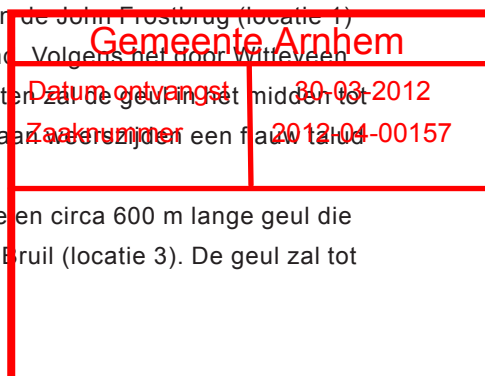 n de John Frostbrug (locatie 1)
Gemeente Arnhem
Volgens het door Witteveen
Datum ontvangst 30-03-2012
ten zal de geul in het midden tot
Zaaknummer 2012-04-00157
aan weerszijden een flauw talud
een circa 600 m lange geul die
Bruil (locatie 3). De geul zal tot